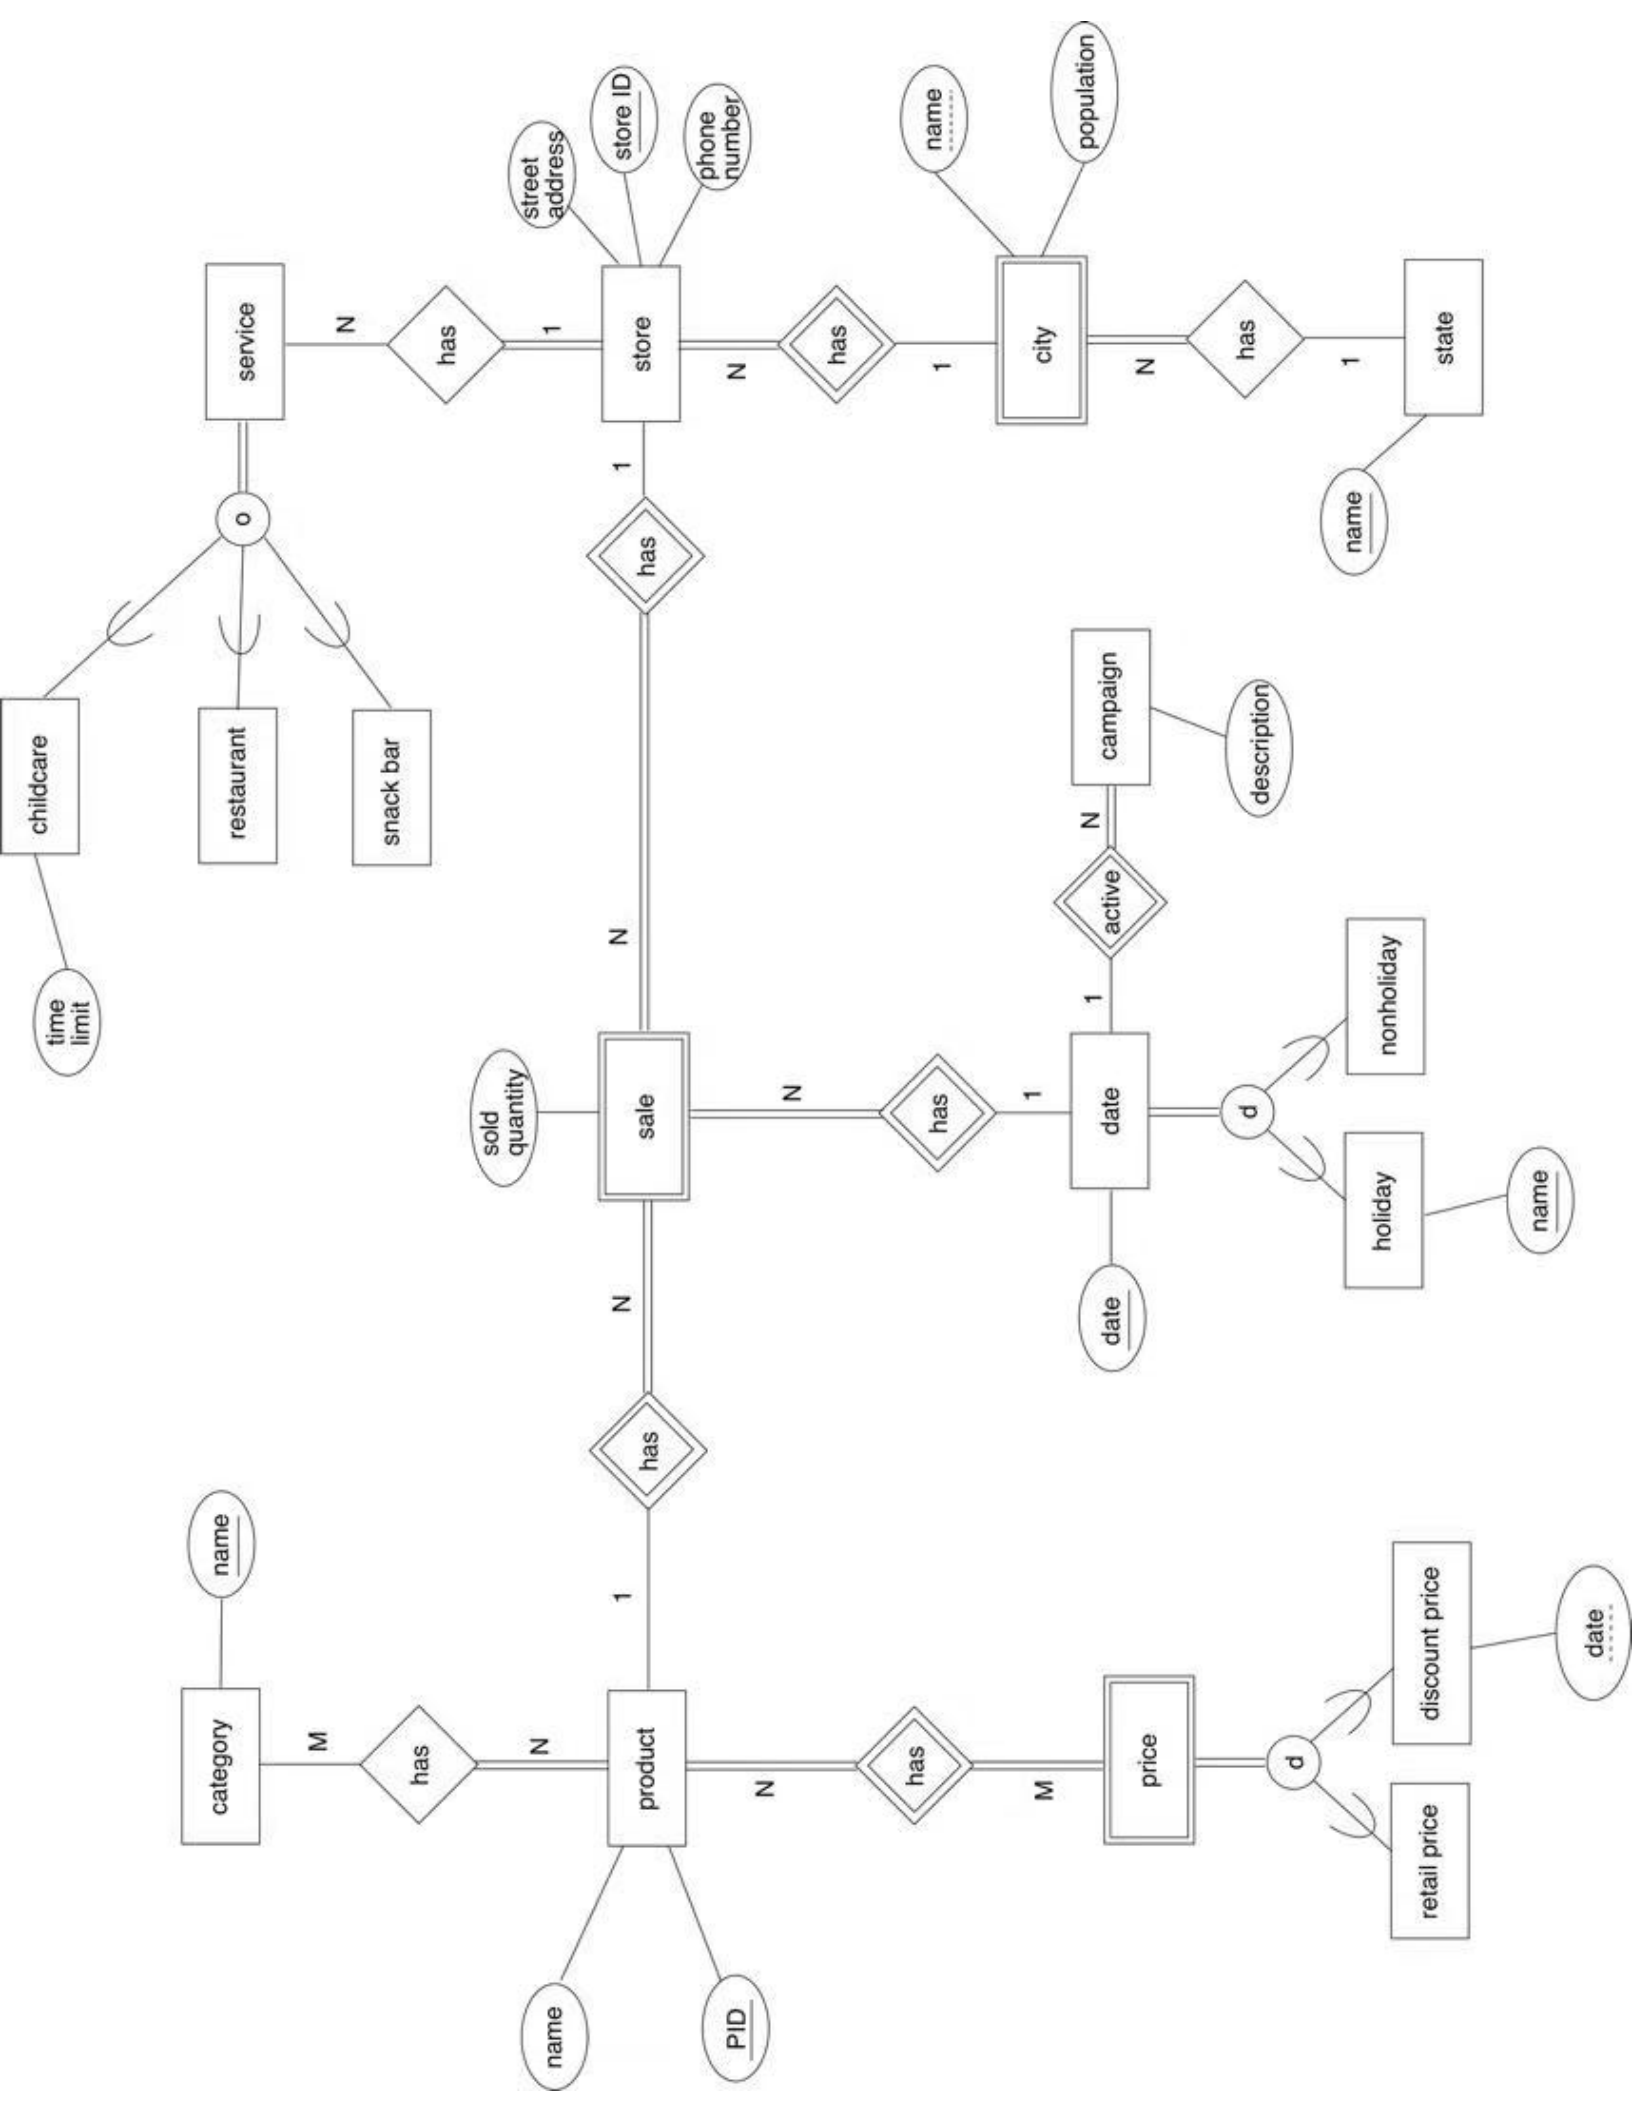 time
limit
childcare
category
name
restaurant
o
service
M
N
snack bar
has
has
sold
quantity
N
street
address
1
name
1
N
N
1
store ID
product
has
sale
has
store
phone
number
PID
N
N
N
has
has
has
name
1
M
1
city
1
N
population
date
date
active
campaign
price
N
d
has
description
d
name
1
holiday
nonholiday
retail price
discount price
state
name
date